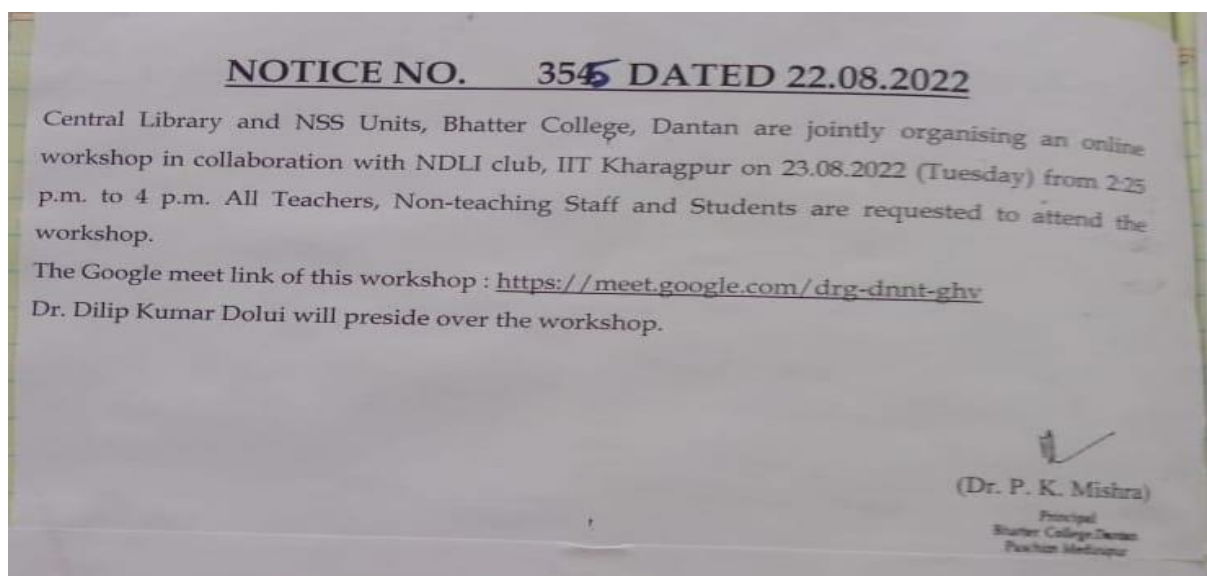 NOTICE NO. 3545 DATED 22.08.2022
Central Library and NSS Units, Bhatter College, Dantan are jointly organising an online
workshop in collaboration with NDLI club, IIT Kharagpur on 23.08.2022 (Tuesday) from 2:25
p.m. to 4 p.m. All Teachers, Non-teaching Staff and Students are requested to attend the
workshop.
The Google meet link of this workshop : https://meet.google.com/drg-dnnt-ghv
Dr. Dilip Kumar Dolui will preside over the workshop.
(Dr. P. K. Mishra)
Principal
Bhatter College, Dantan
Paschim Medinipur